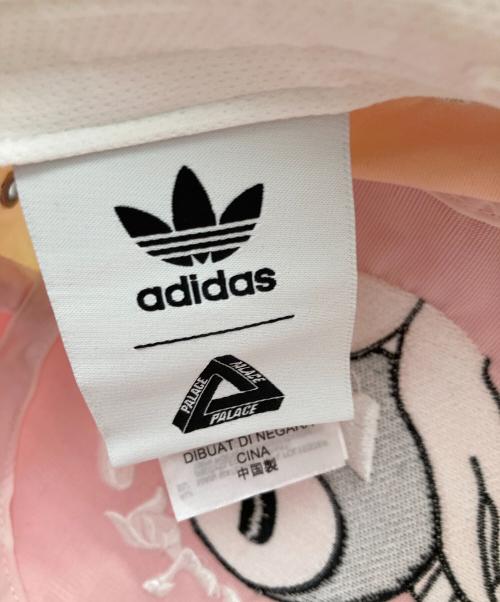 adidas
PALACE
PALACE
PALACE
DIBUAT DI NEGARA
CINA
中国製